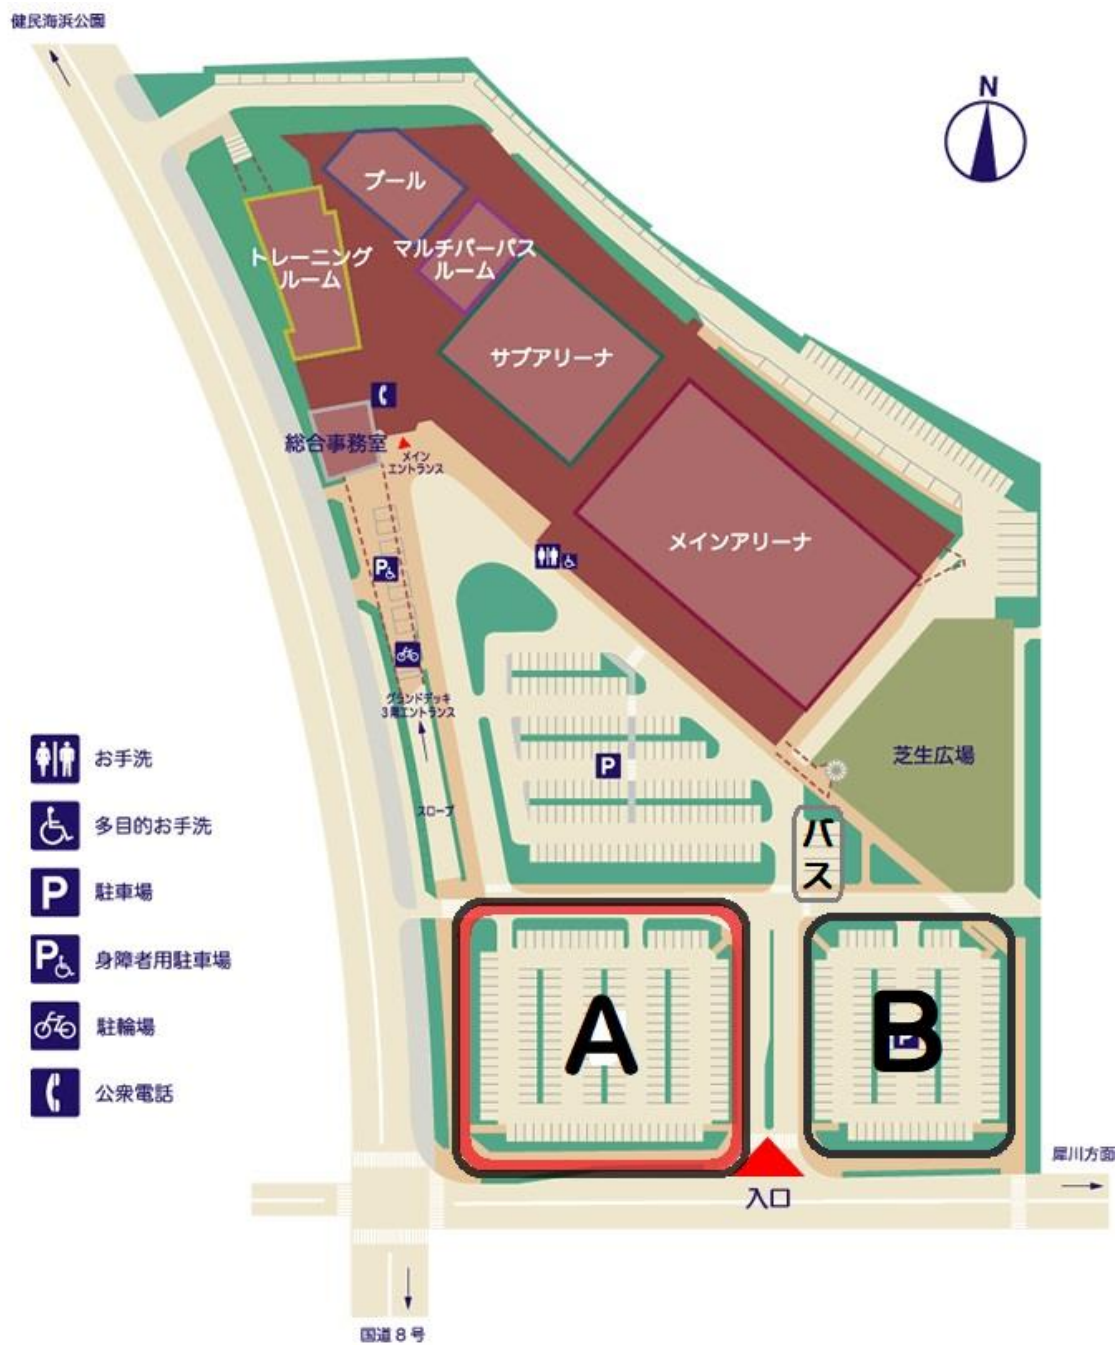 健民海浜公園
N
プール
マルチパーパス
ルーム
トレーニング
ルーム
サブアリーナ
総合事務室
メイン
エントランス
メインアリーナ
P
グランドデッキ
3階エントランス
P
芝生広場
スロープ
バ
ス
お手洗
多目的お手洗
P
駐車場
P
身障者用駐車場
駐輪場
公衆電話
A
B
P
入口
犀川方面
国道8号